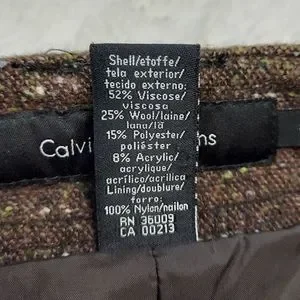 Shell/etoffe/
tela exterior/
tecido externo:
52% Viscose/
viscosa
25% Wool/laine/
lana/lã
15% Polyester/
poliéster
8% Acrylic/
acrylique/
acrílico/acrílica
Lining/doublure/
forro:
100% Nylon/nailon
RN 36009
CA 00213
Calvi
ns